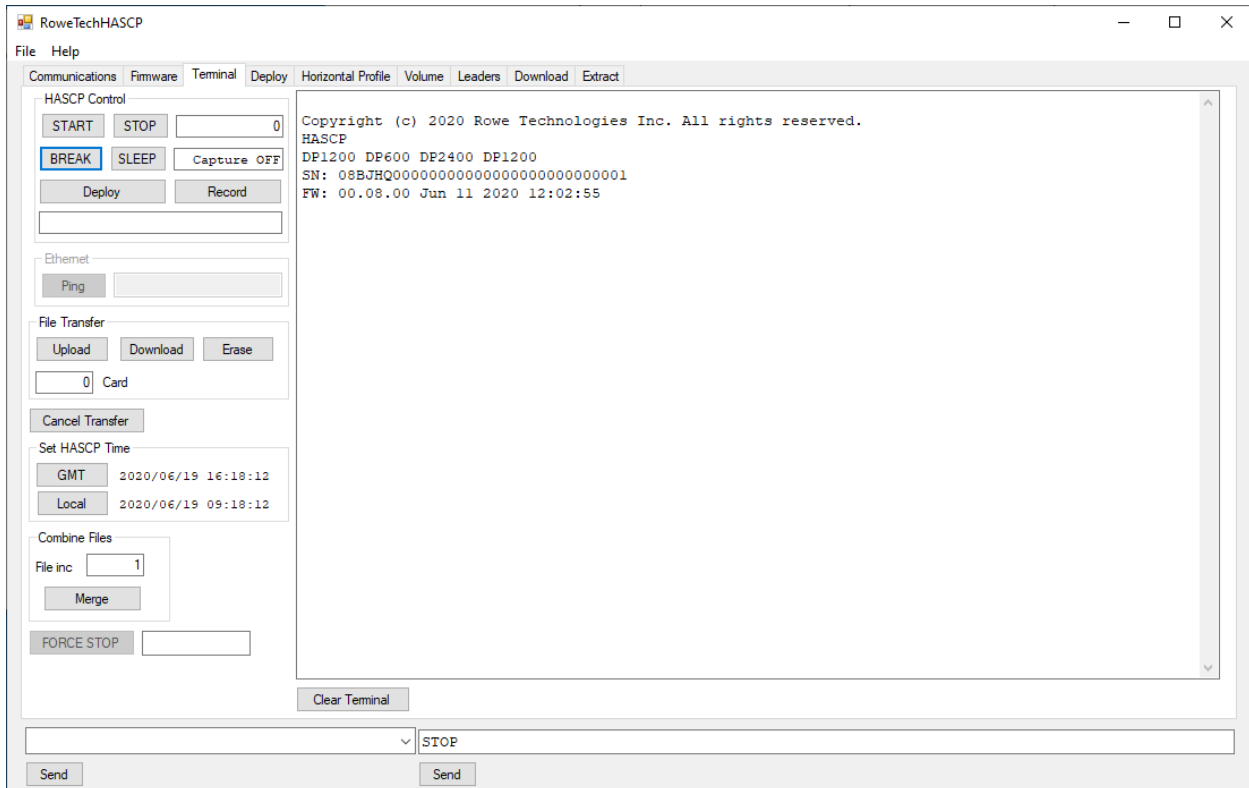 RoweTechHASCP
File Help
Communications Firmware Terminal Deploy Horizontal Profile Volume Leaders Download Extract
HASCP Control
START STOP 0
BREAK SLEEP Capture OFF
Deploy Record
Ethernet
Ping
File Transfer
Upload Download Erase
0 Card
Cancel Transfer
Set HASCP Time
GMT 2020/06/19 16:18:12
Local 2020/06/19 09:18:12
Combine Files
File inc 1
Merge
FORCE STOP
Copyright (c) 2020 Rowe Technologies Inc. All rights reserved.
HASCP
DP1200 DP600 DP2400 DP1200
SN: 08BJHQ00000000000000000000000001
FW: 00.08.00 Jun 11 2020 12:02:55
Clear Terminal
STOP
Send Send